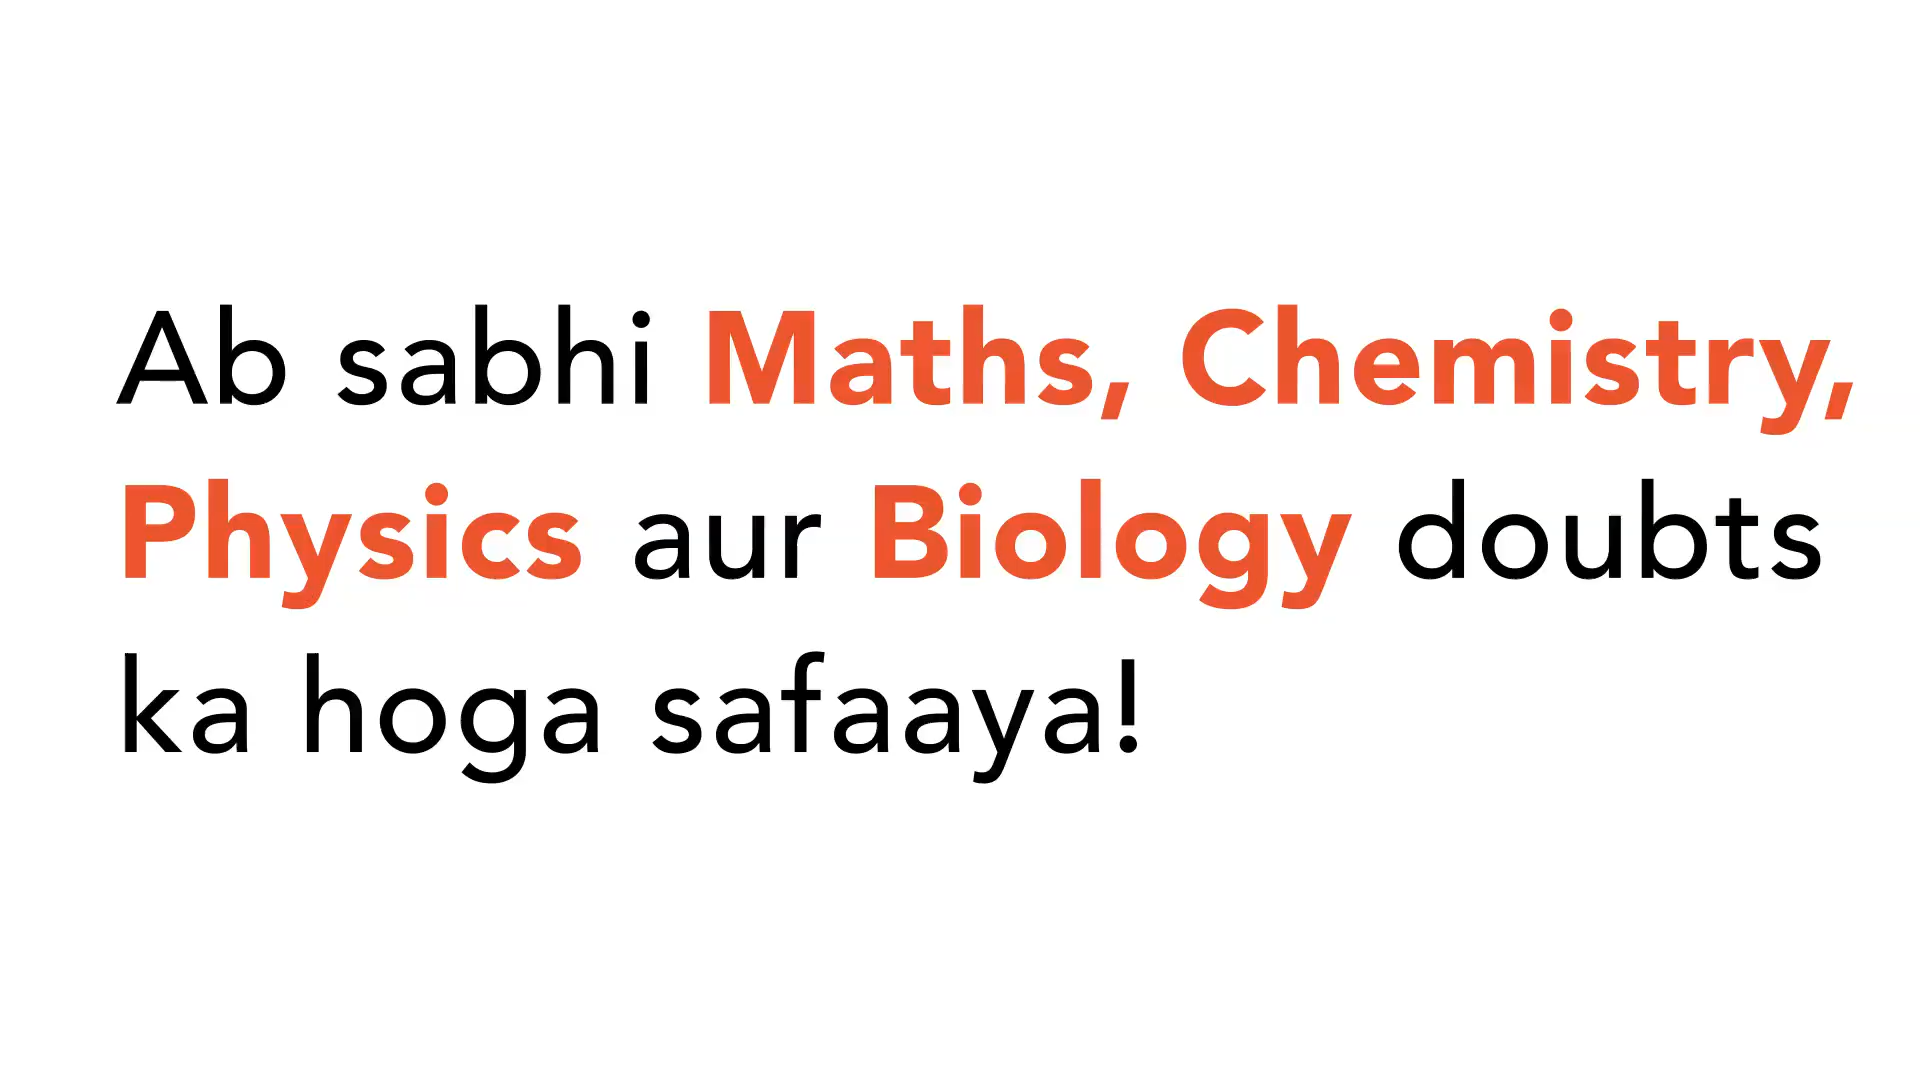 Ab sabhi Maths, Chemistry,
Physics aur Biology doubts
ka hoga safaaya!